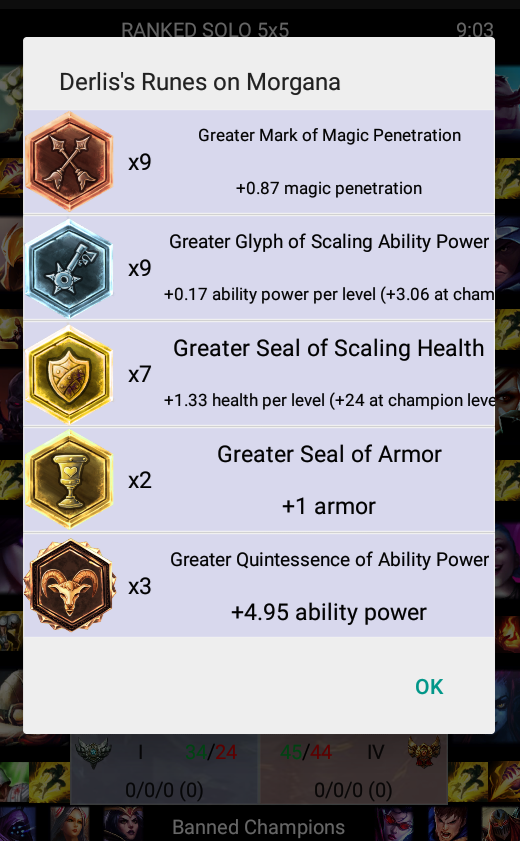 RANKED SOLO 5x5 9:03
Derlis's Runes on Morgana
Greater Mark of Magic Penetration
x9
+0.87 magic penetration
Greater Glyph of Scaling Ability Power
x9
+0.17 ability power per level (+3.06 at cham
Greater Seal of Scaling Health
x7
+1.33 health per level (+24 at champion leve
Greater Seal of Armor
x2
+1 armor
Greater Quintessence of Ability Power
x3
+4.95 ability power
OK
I 34/24 45/44 IV
0/0/0 (0) 0/0/0 (0)
Banned Champions